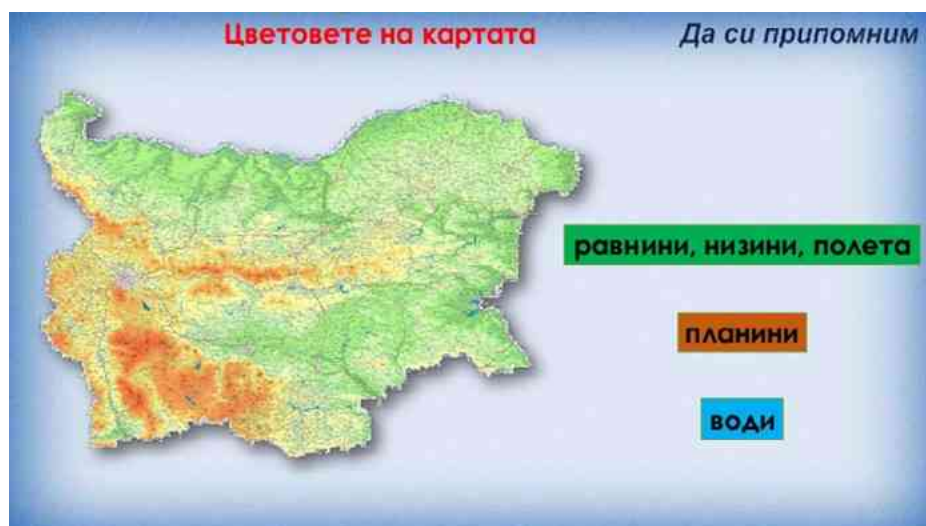 Цветовете на картата
Да си припомним
равнини, низини, полета
планини
води